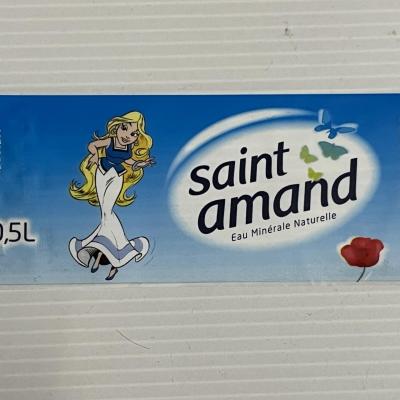 saint
amand
Eau Minérale Naturelle
0,5L